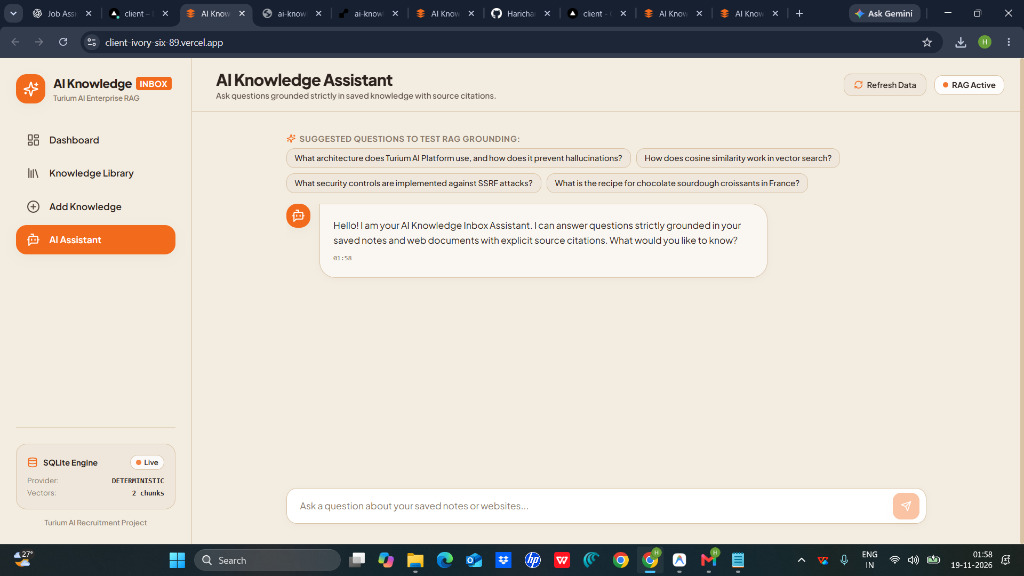 Job Ass
client –
AI Know
ai-know
ai-know
AI Know
Harichar
client –
AI Know
AI Know
Ask Gemini
client-ivory-six-89.vercel.app
H
AI Knowledge INBOX
Turium AI Enterprise RAG
Dashboard
Knowledge Library
Add Knowledge
AI Assistant
SQLite Engine
Live
Provider: DETERMINISTIC
Vectors: 2 chunks
Turium AI Recruitment Project
AI Knowledge Assistant
Ask questions grounded strictly in saved knowledge with source citations.
Refresh Data
RAG Active
SUGGESTED QUESTIONS TO TEST RAG GROUNDING:
What architecture does Turium AI Platform use, and how does it prevent hallucinations?
How does cosine similarity work in vector search?
What security controls are implemented against SSRF attacks?
What is the recipe for chocolate sourdough croissants in France?
Hello! I am your AI Knowledge Inbox Assistant. I can answer questions strictly grounded in your
saved notes and web documents with explicit source citations. What would you like to know?
01:58
Ask a question about your saved notes or websites...
27°
Search
ENG
IN
01:58
19-11-2026